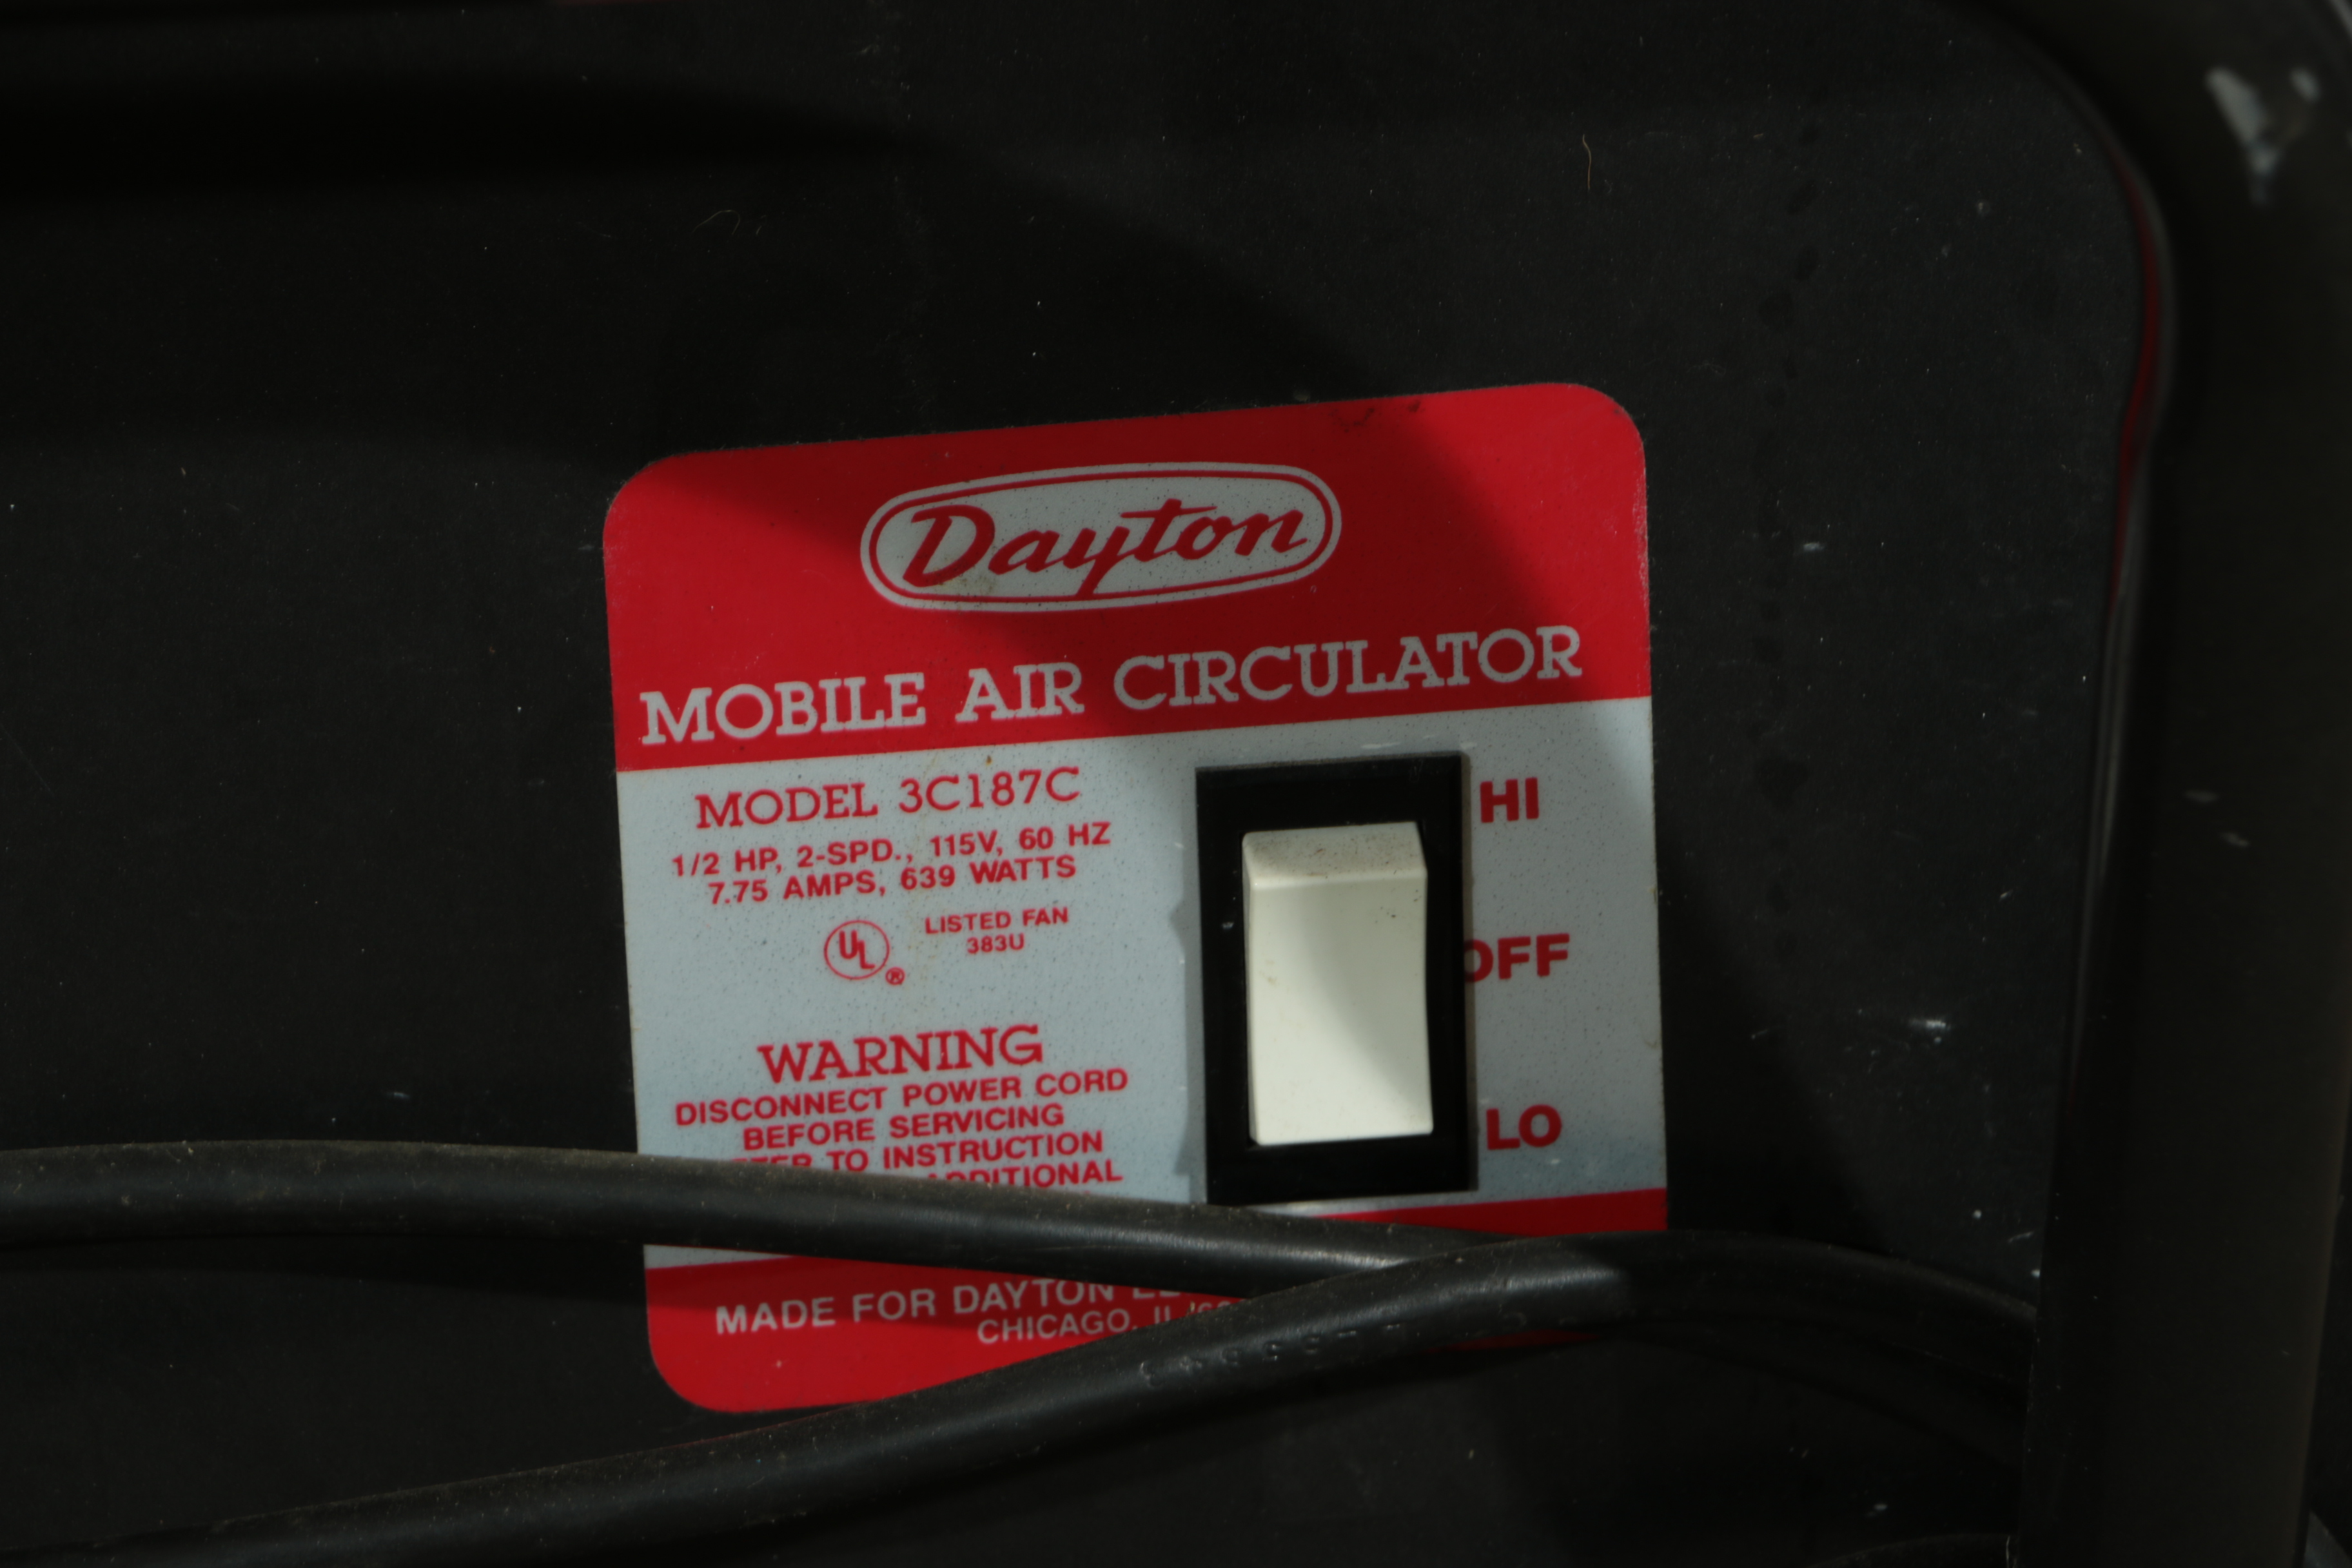 Dayton
MOBILE AIR CIRCULATOR
MODEL 3C187C
1/2 HP, 2-SPD., 115V, 60 HZ
7.75 AMPS, 639 WATTS
UL®
LISTED FAN
383U
WARNING
DISCONNECT POWER CORD
BEFORE SERVICING
TO INSTRUCTION
ADDITIONAL
HI
OFF
LO
MADE FOR DAYTON
CHICAGO,